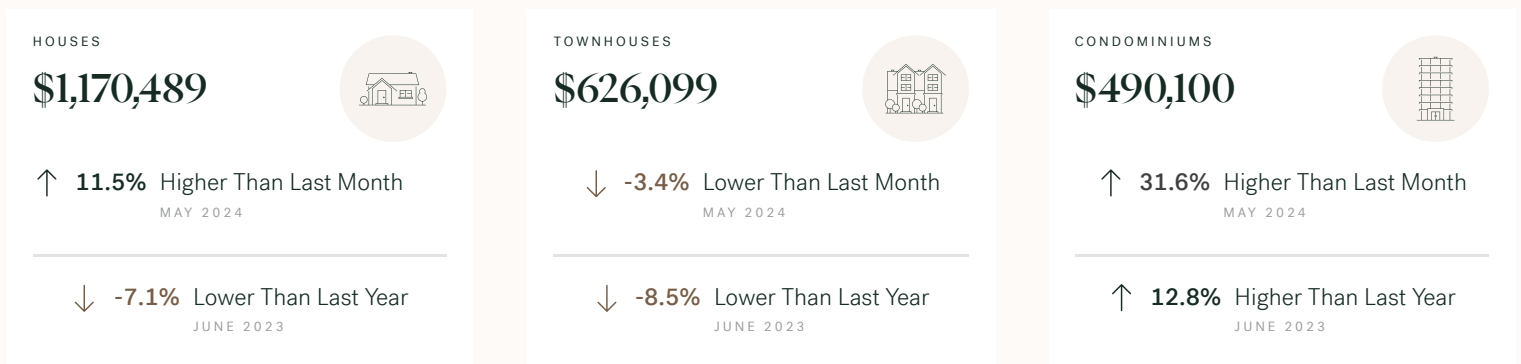 HOUSES
$1,170,489
↑ 11.5% Higher Than Last Month
MAY 2024
↓ -7.1% Lower Than Last Year
JUNE 2023
TOWNHOUSES
$626,099
↓ -3.4% Lower Than Last Month
MAY 2024
↓ -8.5% Lower Than Last Year
JUNE 2023
CONDOMINIUMS
$490,100
↑ 31.6% Higher Than Last Month
MAY 2024
↑ 12.8% Higher Than Last Year
JUNE 2023